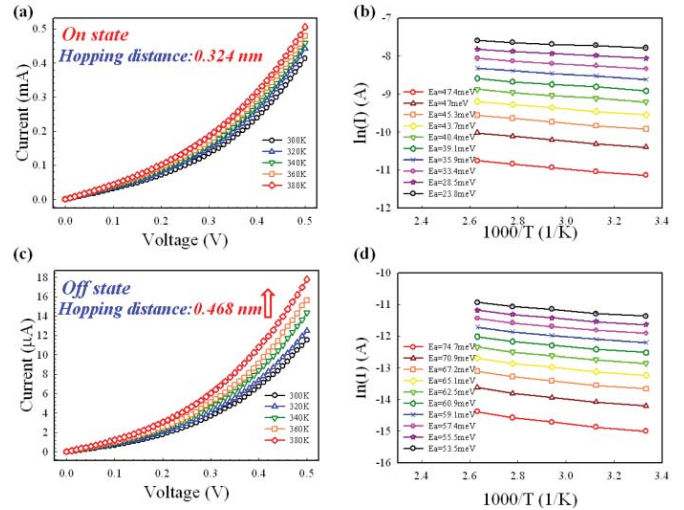 (a)
On state
Hopping distance:0.324 nm
Current (mA)
0.5
0.4
0.3
0.2
0.1
0.0
300K
320K
340K
360K
380K
0.0 0.1 0.2 0.3 0.4 0.5
Voltage (V)
(b)
ln(I) (A)
-7
-8
-9
-10
-11
-12
Ea=47.4meV
Ea=47meV
Ea=45.3meV
Ea=43.7meV
Ea=40.4meV
Ea=39.1meV
Ea=35.9meV
Ea=33.4meV
Ea=28.5meV
Ea=23.8meV
2.4 2.6 2.8 3.0 3.2 3.4
1000/T (1/K)
(c)
Off state
Hopping distance:0.468 nm
Current (μA)
18
16
14
12
10
8
6
4
2
0
300K
320K
340K
360K
380K
0.0 0.1 0.2 0.3 0.4 0.5
Voltage (V)
(d)
ln(I) (A)
-10
-11
-12
-13
-14
-15
-16
Ea=74.7meV
Ea=70.9meV
Ea=67.2meV
Ea=65.1meV
Ea=62.5meV
Ea=60.9meV
Ea=59.1meV
Ea=57.4meV
Ea=55.5meV
Ea=53.5meV
2.4 2.6 2.8 3.0 3.2 3.4
1000/T (1/K)